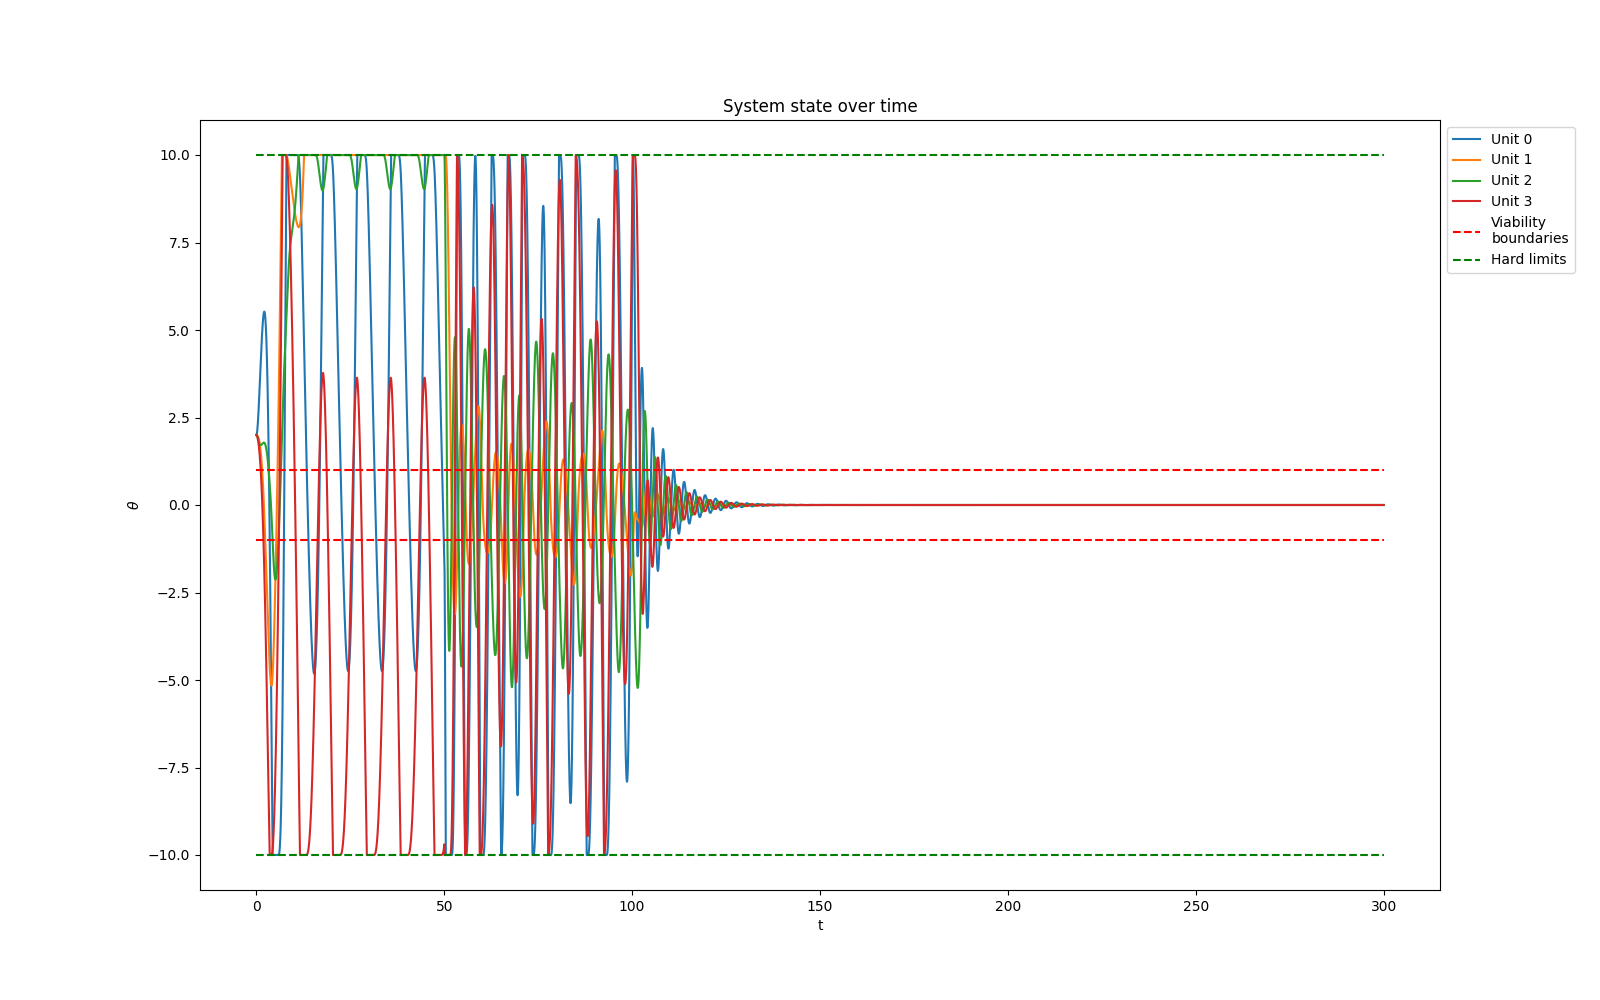 System state over time
10.0
7.5
5.0
2.5
0.0
−2.5
−5.0
−7.5
−10.0
θ
0
50
100
150
200
250
300
t
Unit 0
Unit 1
Unit 2
Unit 3
Viability
boundaries
Hard limits